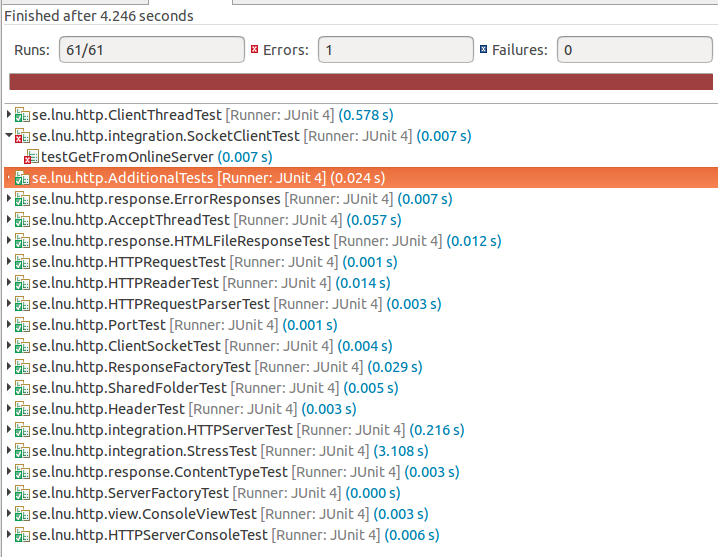 Finished after 4.246 seconds
Runs: 61/61 Errors: 1 Failures: 0
se.lnu.http.ClientThreadTest [Runner: JUnit 4] (0.578 s)
se.lnu.http.integration.SocketClientTest [Runner: JUnit 4] (0.007 s)
testGetFromOnlineServer (0.007 s)
se.lnu.http.AdditionalTests [Runner: JUnit 4] (0.024 s)
se.lnu.http.response.ErrorResponses [Runner: JUnit 4] (0.007 s)
se.lnu.http.AcceptThreadTest [Runner: JUnit 4] (0.057 s)
se.lnu.http.response.HTMLFileResponseTest [Runner: JUnit 4] (0.012 s)
se.lnu.http.HTTPRequestTest [Runner: JUnit 4] (0.001 s)
se.lnu.http.HTTPReaderTest [Runner: JUnit 4] (0.014 s)
se.lnu.http.HTTPRequestParserTest [Runner: JUnit 4] (0.003 s)
se.lnu.http.PortTest [Runner: JUnit 4] (0.001 s)
se.lnu.http.ClientSocketTest [Runner: JUnit 4] (0.004 s)
se.lnu.http.ResponseFactoryTest [Runner: JUnit 4] (0.029 s)
se.lnu.http.SharedFolderTest [Runner: JUnit 4] (0.005 s)
se.lnu.http.HeaderTest [Runner: JUnit 4] (0.003 s)
se.lnu.http.integration.HTTPServerTest [Runner: JUnit 4] (0.216 s)
se.lnu.http.integration.StressTest [Runner: JUnit 4] (3.108 s)
se.lnu.http.response.ContentTypeTest [Runner: JUnit 4] (0.003 s)
se.lnu.http.ServerFactoryTest [Runner: JUnit 4] (0.000 s)
se.lnu.http.view.ConsoleViewTest [Runner: JUnit 4] (0.003 s)
se.lnu.http.HTTPServerConsoleTest [Runner: JUnit 4] (0.006 s)